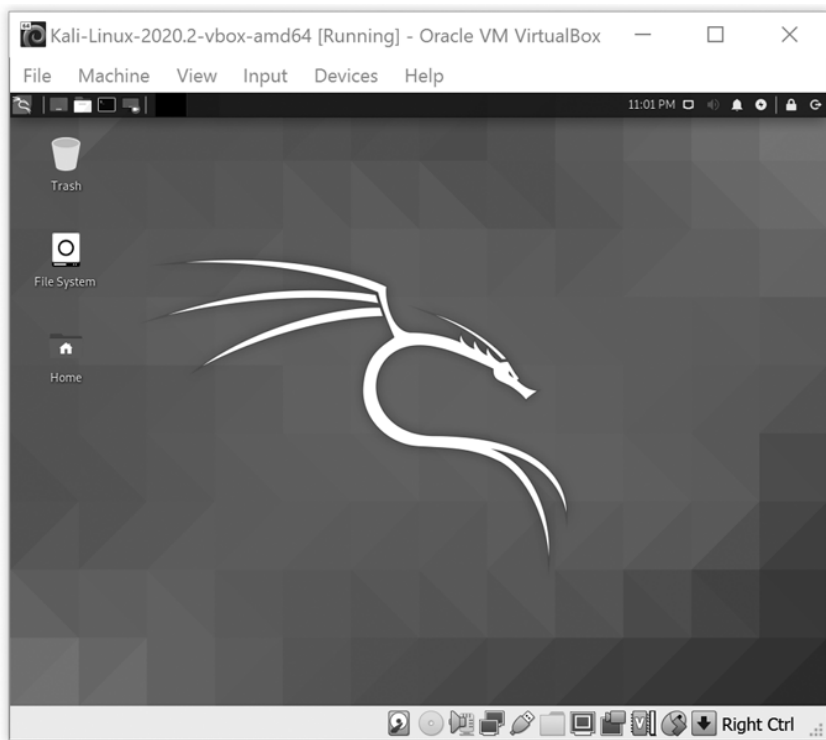 Kali-Linux-2020.2-vbox-amd64 [Running] - Oracle VM VirtualBox
File Machine View Input Devices Help
11:01 PM
Trash
File System
Home
Right Ctrl